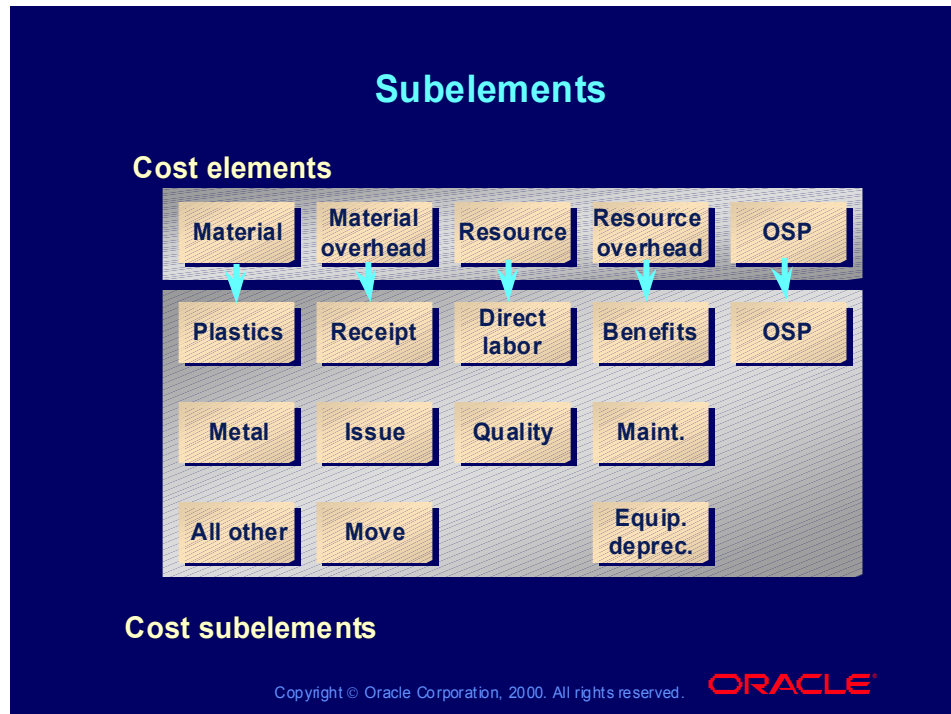 Subelements
Cost elements
Material
Material
overhead
Resource
Resource
overhead
OSP
Plastics
Receipt
Direct
labor
Benefits
OSP
Metal
Issue
Quality
Maint.
All other
Move
Equip.
deprec.
Cost subelements
Copyright © Oracle Corporation, 2000. All rights reserved.
ORACLE®